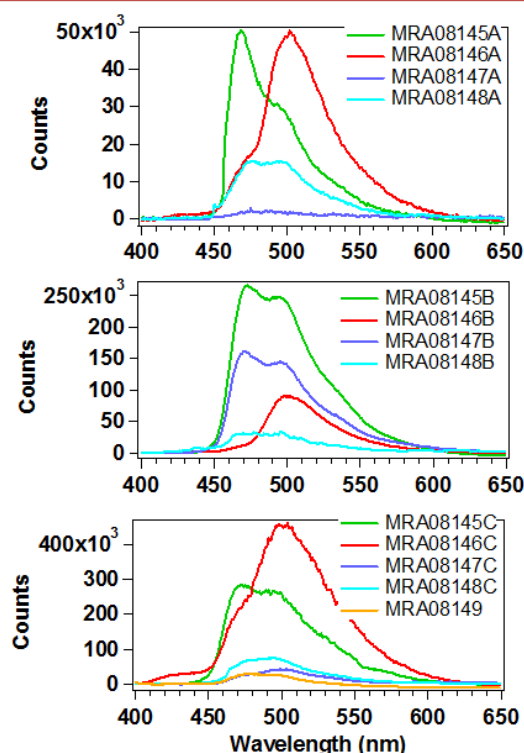 50x10³
40
30
20
10
0
Counts
MRA08145A
MRA08146A
MRA08147A
MRA08148A
400 450 500 550 600 650
250x10³
200
150
100
50
0
Counts
MRA08145B
MRA08146B
MRA08147B
MRA08148B
400 450 500 550 600 650
400x10³
300
200
100
0
Counts
MRA08145C
MRA08146C
MRA08147C
MRA08148C
MRA08149
400 450 500 550 600 650
Wavelength (nm)